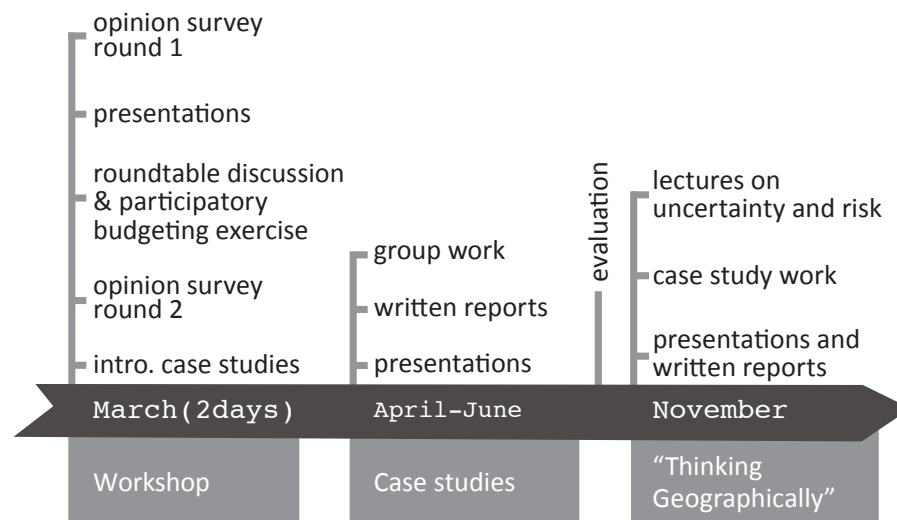 opinion survey
round 1
presentations
roundtable discussion
& participatory
budgeting exercise
opinion survey
round 2
intro. case studies
group work
written reports
presentations
evaluation
lectures on
uncertainty and risk
case study work
presentations and
written reports
March(2days)
April-June
November
Workshop
Case studies
“Thinking
Geographically”